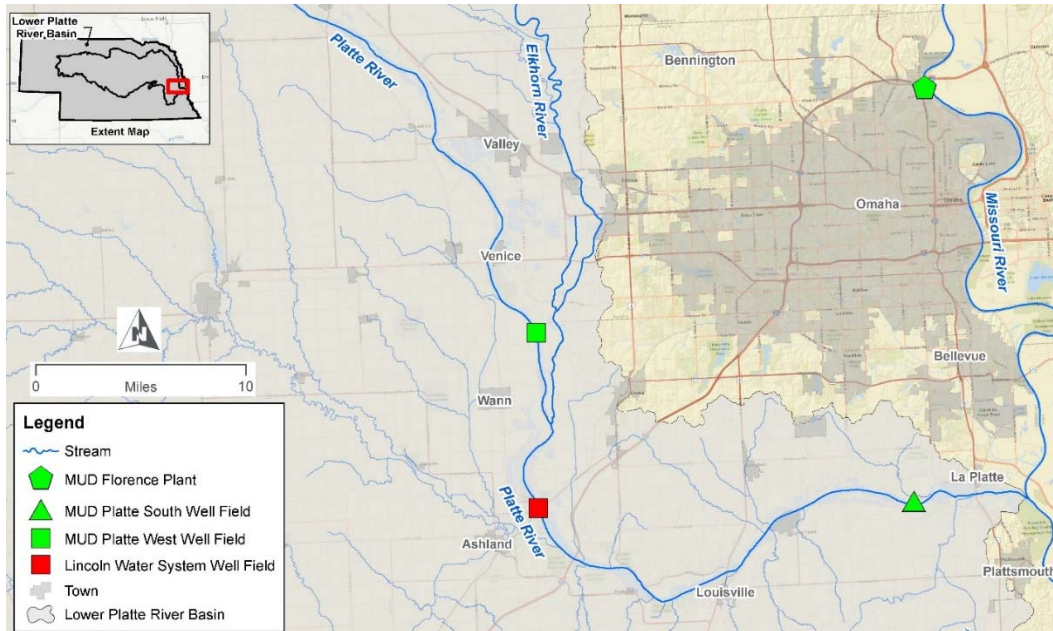 Lower Platte
River Basin
Extent Map
Platte River
Elkhorn River
Bennington
Valley
Omaha
Missouri River
Venice
N
0 10
Miles
Wann
Bellevue
Legend
Stream
MUD Florence Plant
MUD Platte South Well Field
MUD Platte West Well Field
Lincoln Water System Well Field
Town
Lower Platte River Basin
Platte River
Ashland
La Platte
Louisville
Plattsmouth